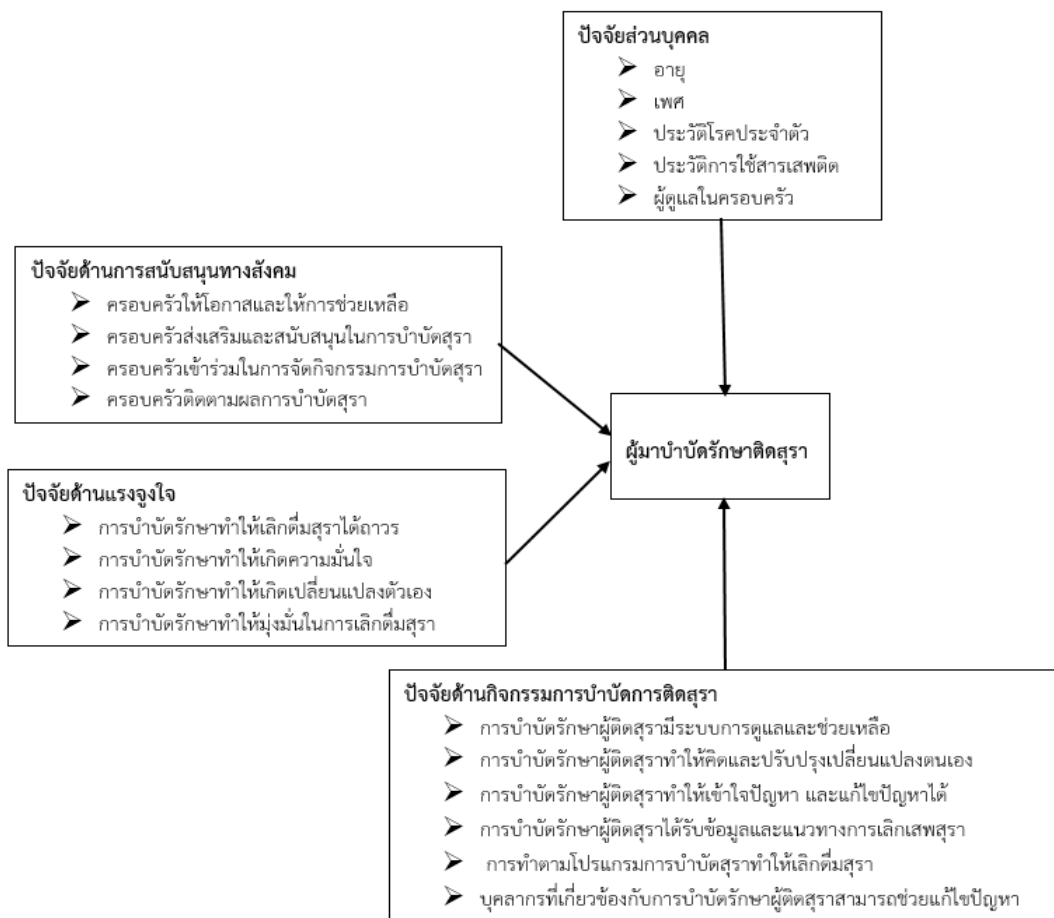 ปัจจัยส่วนบุคคล
อายุ
เพศ
ประวัติโรคประจำตัว
ประวัติการใช้สารเสพติด
ผู้ดูแลในครอบครัว
ปัจจัยด้านการสนับสนุนทางสังคม
ครอบครัวให้โอกาสและให้การช่วยเหลือ
ครอบครัวส่งเสริมและสนับสนุนในการบำบัดสุรา
ครอบครัวเข้าร่วมในการจัดกิจกรรมการบำบัดสุรา
ครอบครัวติดตามผลการบำบัดสุรา
ผู้มาบำบัดรักษาติดสุรา
ปัจจัยด้านแรงจูงใจ
การบำบัดรักษาทำให้เลิกดื่มสุราได้ถาวร
การบำบัดรักษาทำให้เกิดความมั่นใจ
การบำบัดรักษาทำให้เกิดเปลี่ยนแปลงตัวเอง
การบำบัดรักษาทำให้มุ่งมั่นในการเลิกดื่มสุรา
ปัจจัยด้านกิจกรรมการบำบัดการติดสุรา
การบำบัดรักษาผู้ติดสุรามีระบบการดูแลและช่วยเหลือ
การบำบัดรักษาผู้ติดสุราทำให้คิดและปรับปรุงเปลี่ยนแปลงตนเอง
การบำบัดรักษาผู้ติดสุราทำให้เข้าใจปัญหา และแก้ไขปัญหาได้
การบำบัดรักษาผู้ติดสุราได้รับข้อมูลและแนวทางการเลิกเสพสุรา
การทำตามโปรแกรมการบำบัดสุราทำให้เลิกดื่มสุรา
บุคลากรที่เกี่ยวข้องกับการบำบัดรักษาผู้ติดสุราสามารถช่วยแก้ไขปัญหา